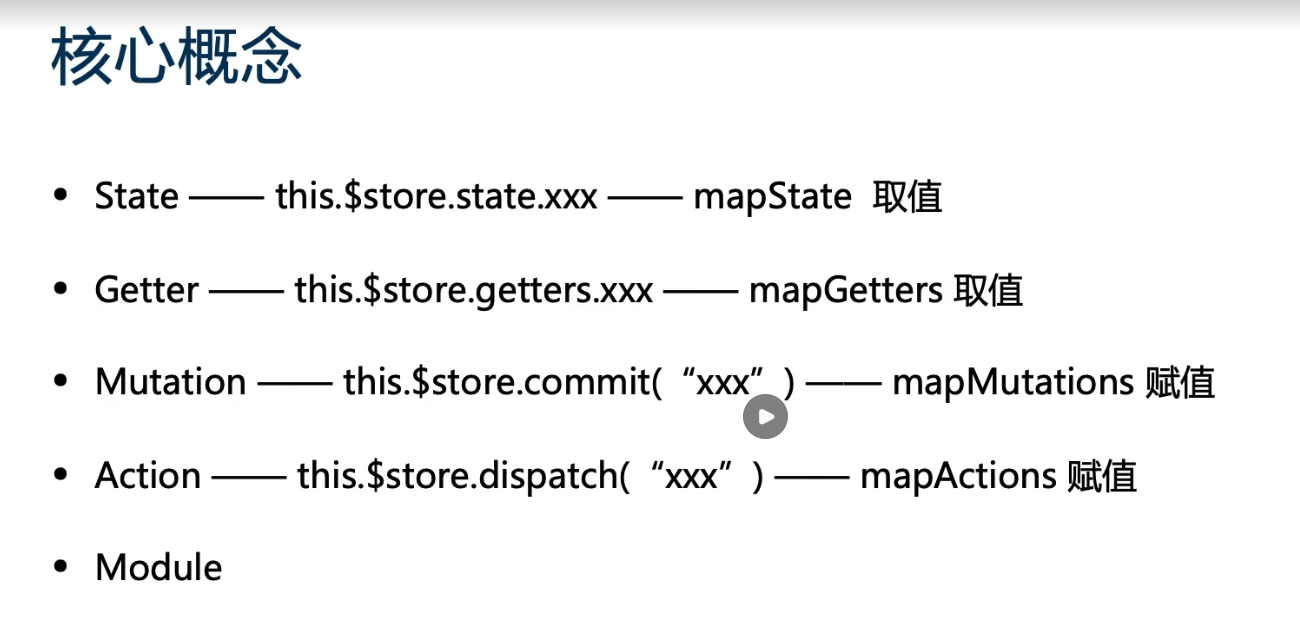 核心概念
• State —— this.$store.state.xxx —— mapState 取值
• Getter —— this.$store.getters.xxx —— mapGetters 取值
• Mutation —— this.$store.commit(“xxx”) —— mapMutations 赋值
• Action —— this.$store.dispatch(“xxx”) —— mapActions 赋值
• Module